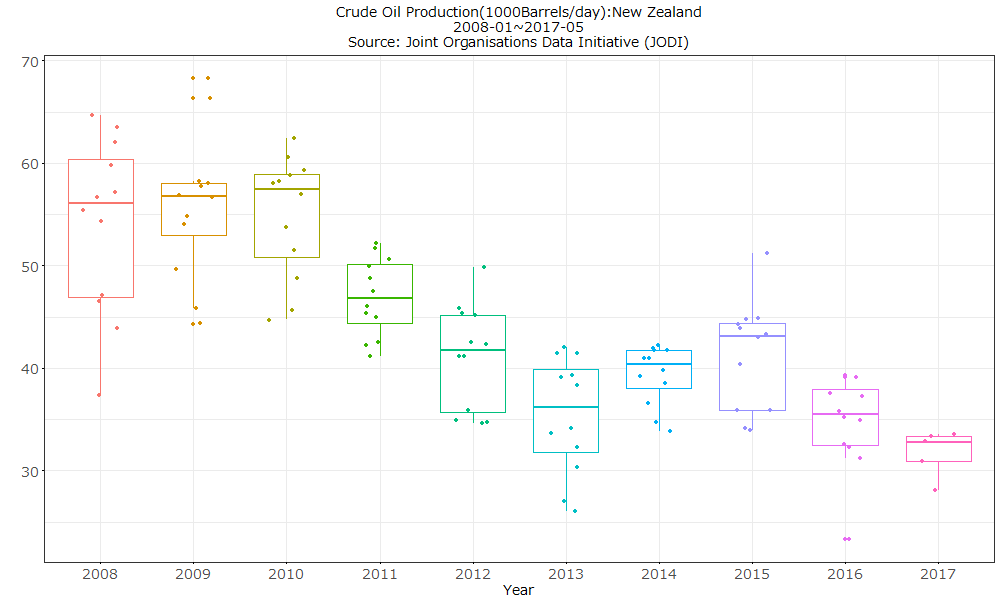 Crude Oil Production(1000Barrels/day):New Zealand
2008-01~2017-05
Source: Joint Organisations Data Initiative (JODI)
70
60
50
40
30
2008 2009 2010 2011 2012 2013 2014 2015 2016 2017
Year